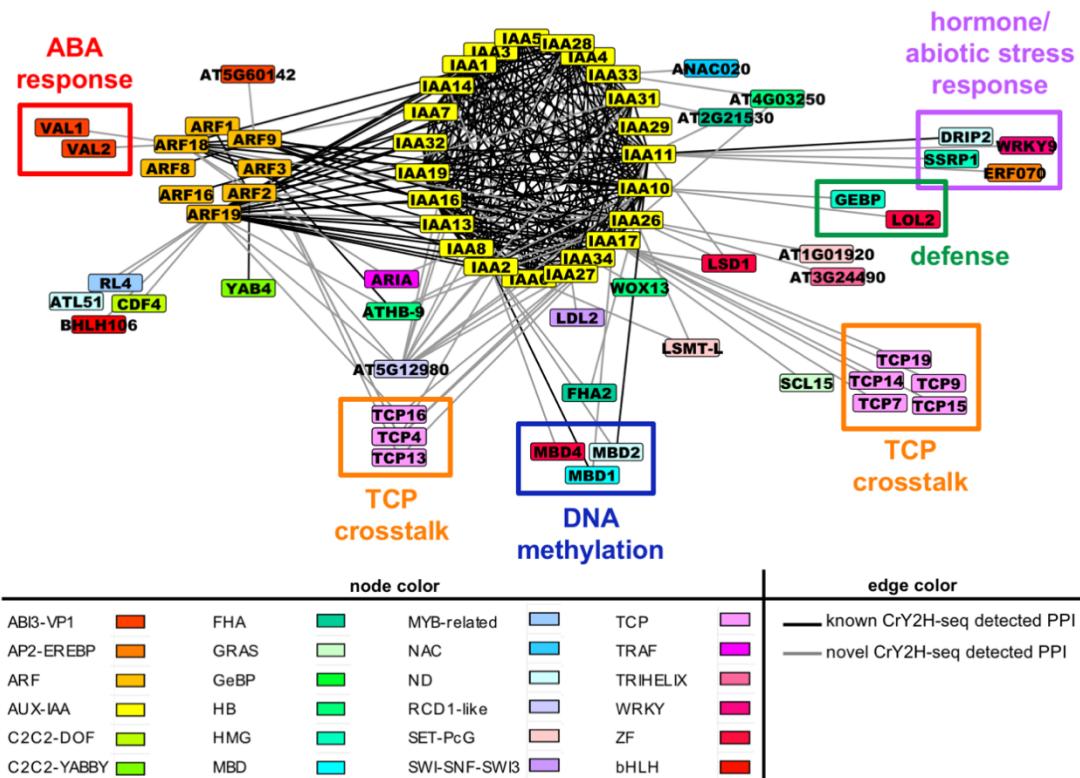 hormone/
abiotic stress
response
ABA
response
IAA5
IAA28
IAA3
IAA4
IAA1
IAA33
AT5G60142
ANAC020
IAA14
IAA31
AT4G03250
IAA7
AT2G21530
VAL1
ARF1
IAA29
DRIP2
WRKY9
VAL2
ARF18
ARF9
IAA32
IAA11
SSRP1
ARF8
ARF3
IAA19
ERF070
ARF16
ARF2
IAA16
IAA10
GEBP
ARF19
IAA13
IAA26
LOL2
IAA8
IAA17
defense
IAA2
IAA34
AT1G01920
IAA27
LSD1
AT3G24490
RL4
YAB4
ARIA
WOX13
ATL51
CDF4
ATHB-9
LDL2
BHLH106
LSMT-L
AT5G12980
TCP19
SCL15
TCP14
TCP9
FHA2
TCP7
TCP15
TCP16
TCP4
TCP13
MBD4
MBD2
MBD1
TCP
crosstalk
TCP
crosstalk
DNA
methylation
node color
edge color
ABI3-VP1
FHA
MYB-related
TCP
known CrY2H-seq detected PPI
AP2-EREBP
GRAS
NAC
TRAF
novel CrY2H-seq detected PPI
ARF
GeBP
ND
TRIHELIX
AUX-IAA
HB
RCD1-like
WRKY
C2C2-DOF
HMG
SET-PcG
ZF
C2C2-YABBY
MBD
SWI-SNF-SWI3
bHLH